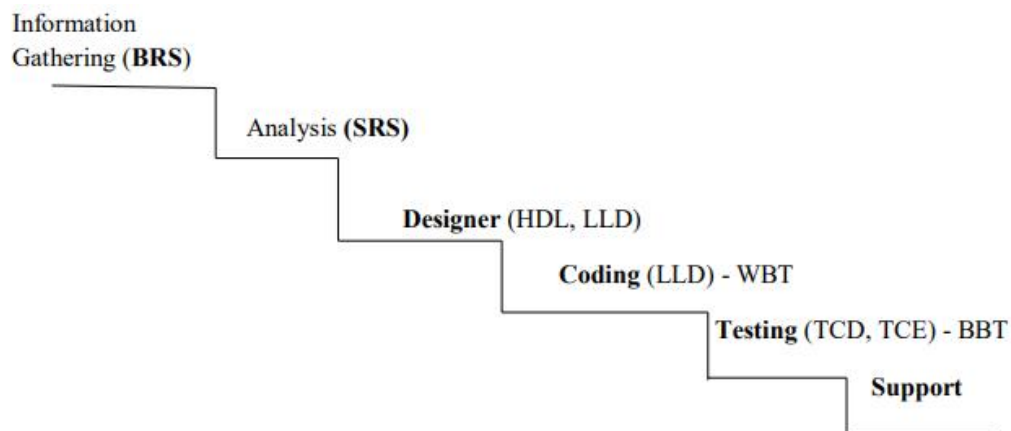 Information
Gathering (BRS)
Analysis (SRS)
Designer (HDL, LLD)
Coding (LLD) - WBT
Testing (TCD, TCE) - BBT
Support